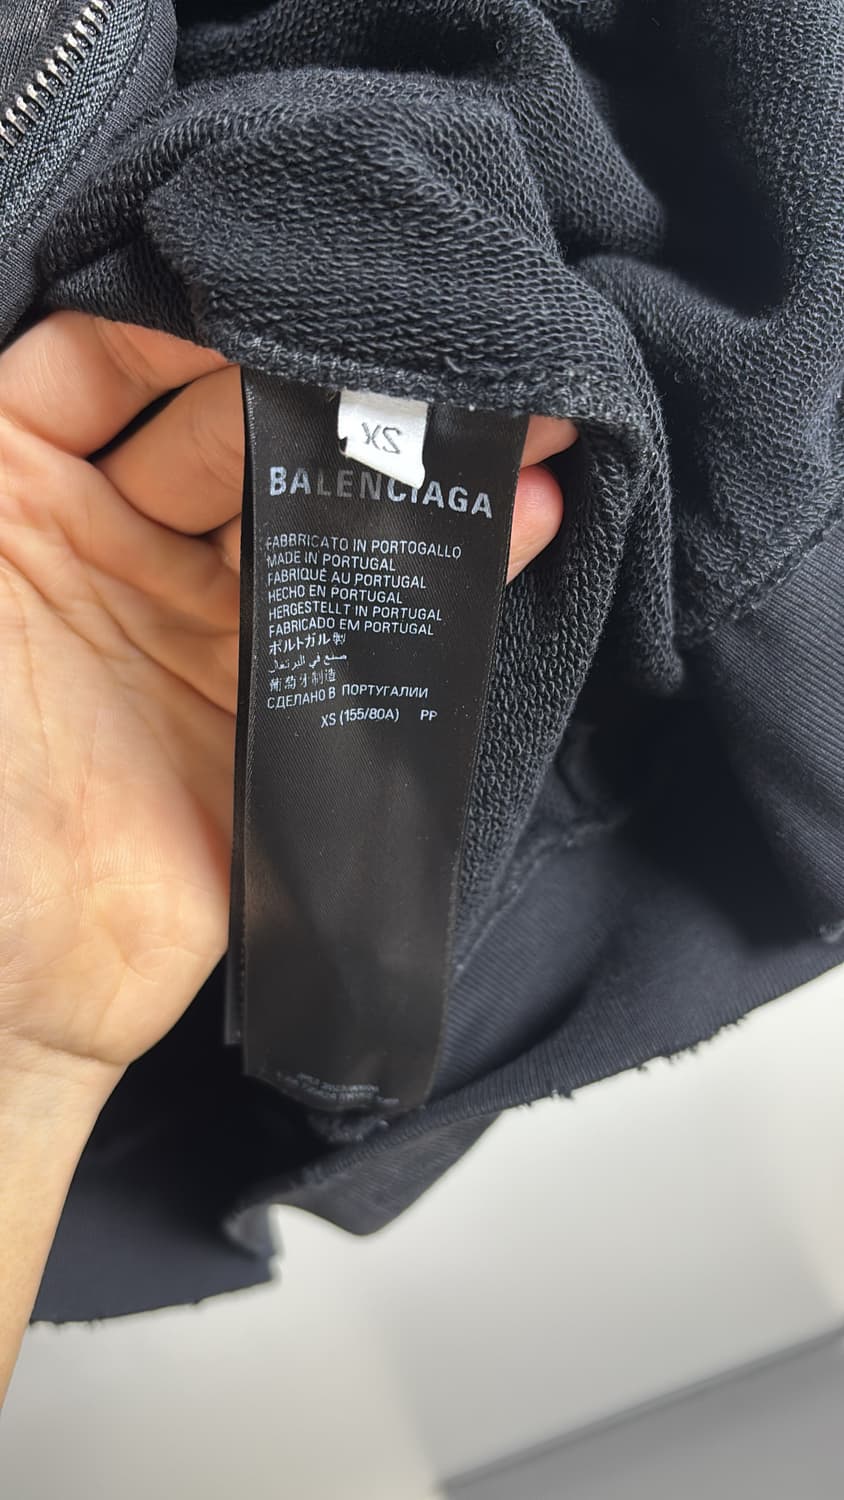 XS
BALENCIAGA
FABBRICATO IN PORTOGALLO
MADE IN PORTUGAL
FABRIQUÉ AU PORTUGAL
HECHO EN PORTUGAL
HERGESTELLT IN PORTUGAL
FABRICADO EM PORTUGAL
ポルトガル製
صنع في البرتغال
葡萄牙制造
СДЕЛАНО В ПОРТУГАЛИИ
XS (155/80A) PP